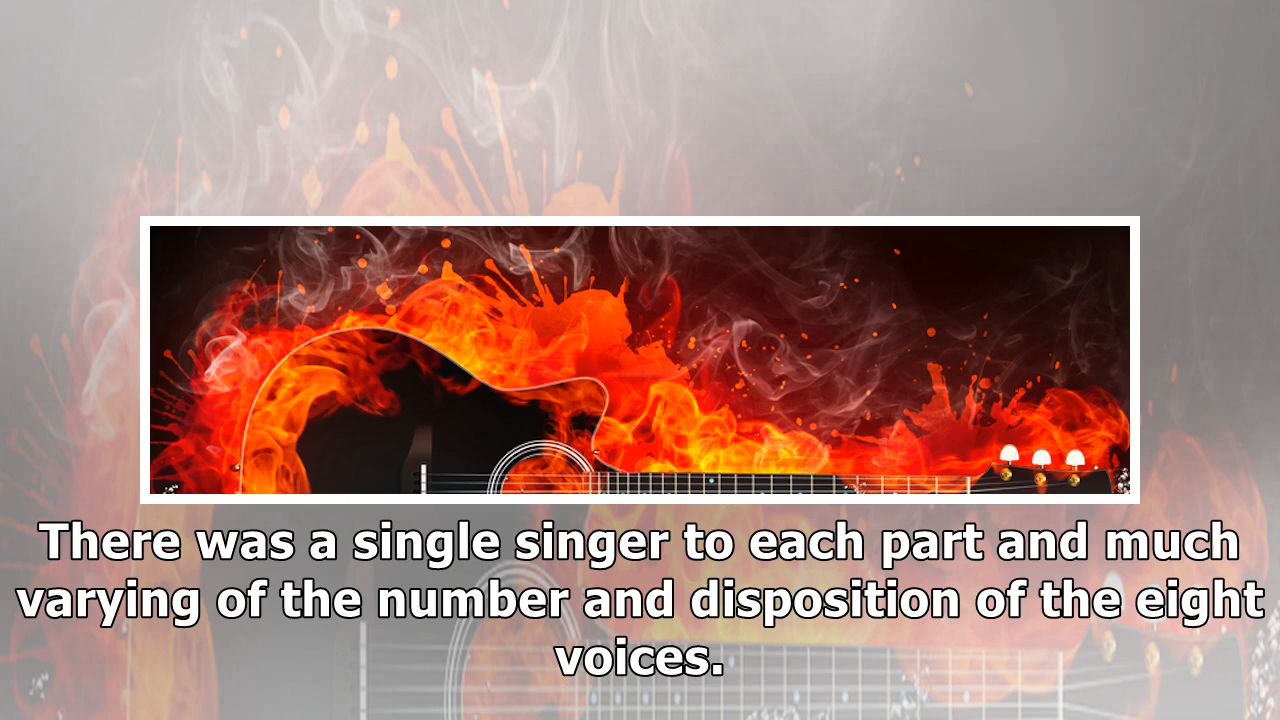 There was a single singer to each part and much
varying of the number and disposition of the eight
voices.